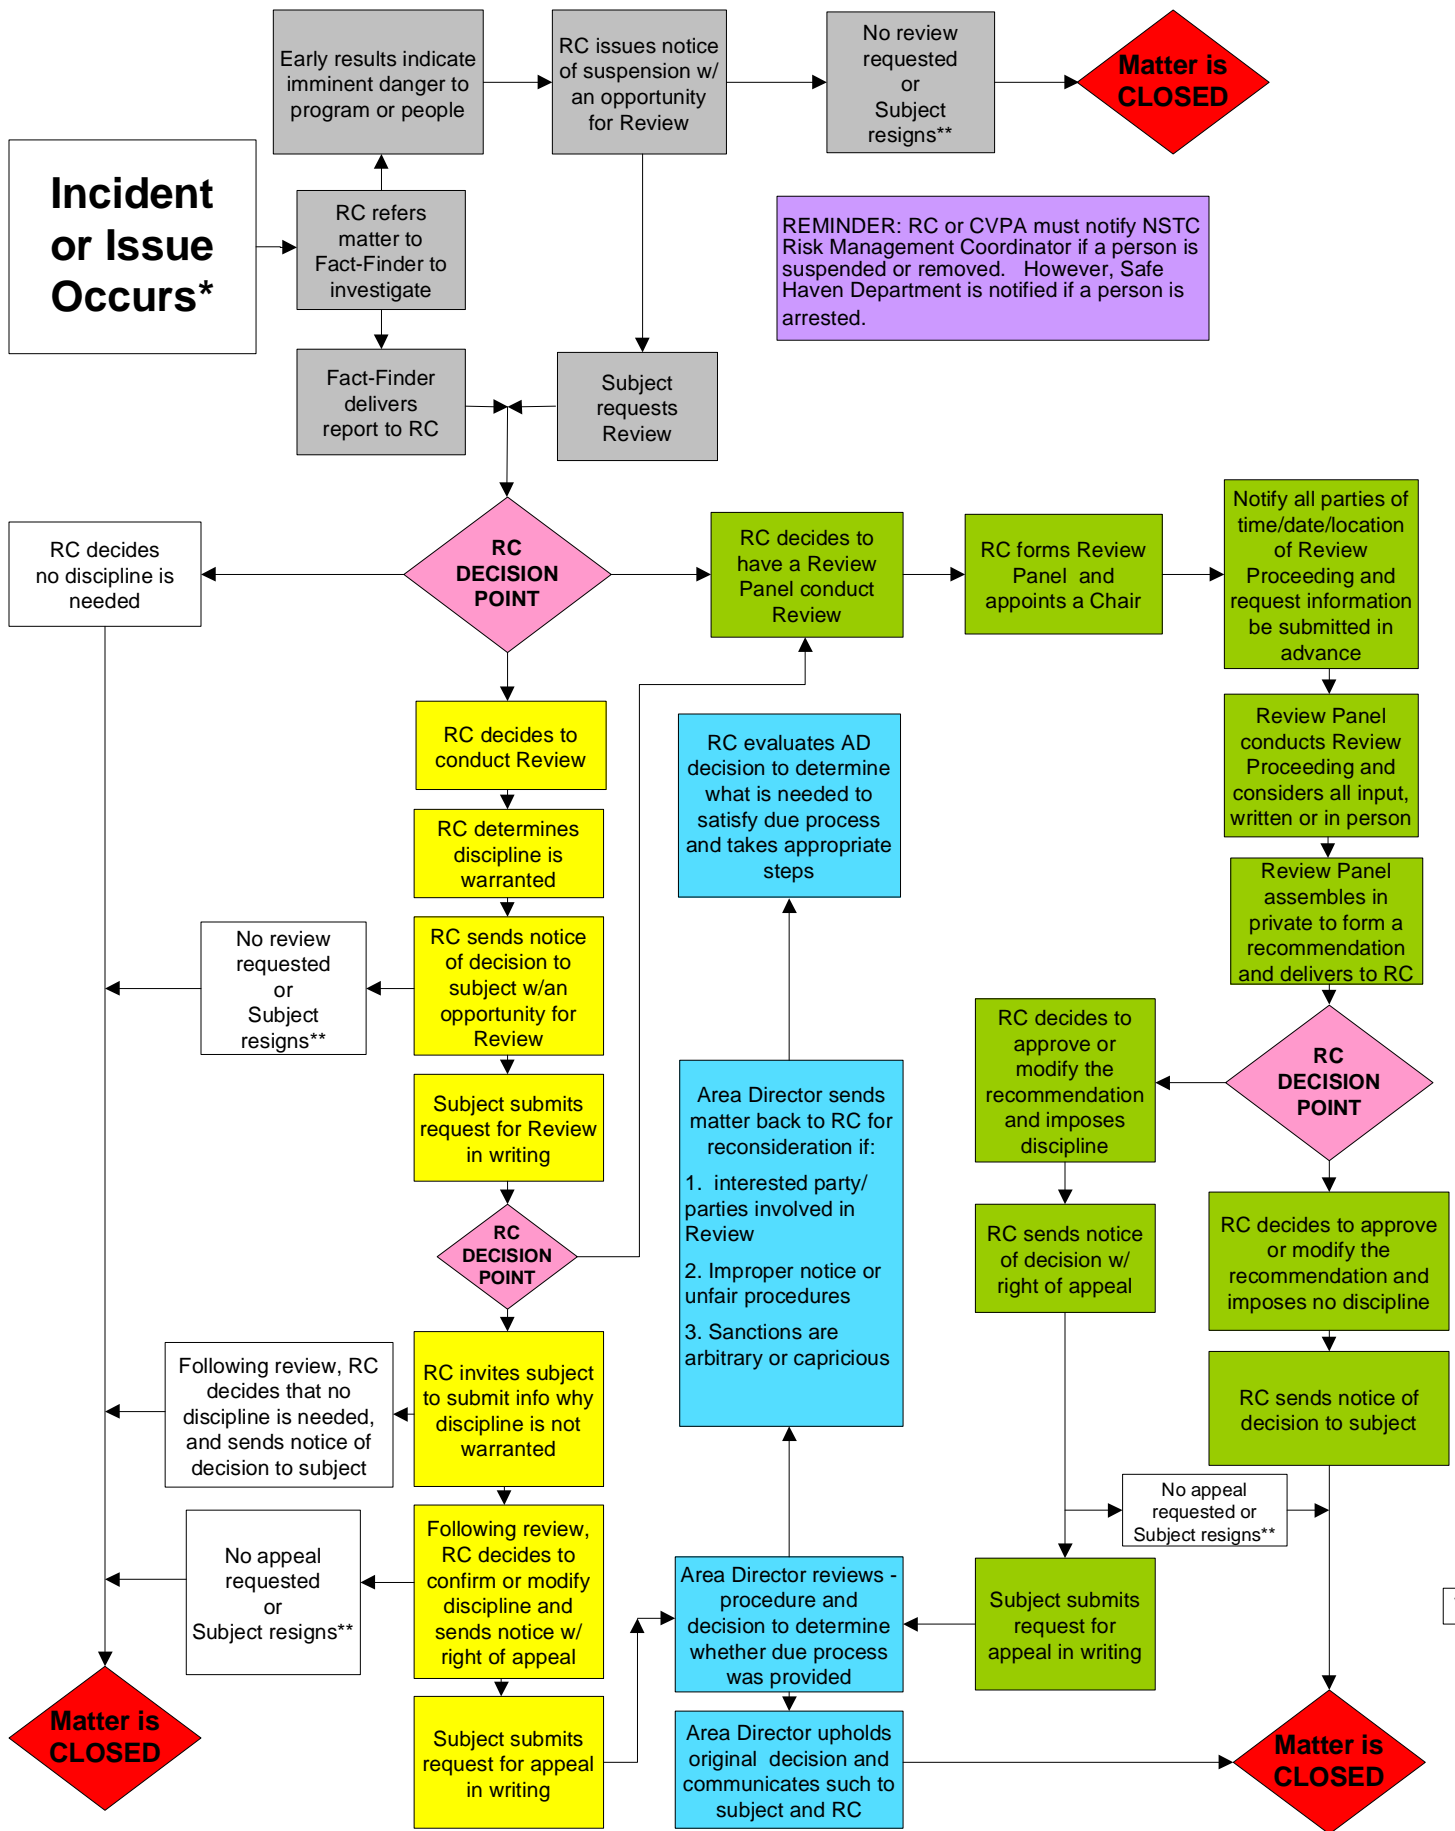 Early results indicate
imminent danger to
program or people
RC issues notice
of suspension w/
an opportunity
for Review
No review
requested
or
Subject
resigns**
Matter is
CLOSED
Incident
or Issue
Occurs*
RC refers
matter to
Fact-Finder to
investigate
REMINDER: RC or CVPA must notify NSTC
Risk Management Coordinator if a person is
suspended or removed. However, Safe
Haven Department is notified if a person is
arrested.
Fact-Finder
delivers
report to RC
Subject
requests
Review
RC decides
no discipline is
needed
RC
DECISION
POINT
RC decides to
have a Review
Panel conduct
Review
RC forms Review
Panel and
appoints a Chair
Notify all parties of
time/date/location
of Review
Proceeding and
request information
be submitted in
advance
RC decides to
conduct Review
RC evaluates AD
decision to determine
what is needed to
satisfy due process
and takes appropriate
steps
Review Panel
conducts Review
Proceeding and
considers all input,
written or in person
RC determines
discipline is
warranted
Review Panel
assembles in
private to form a
recommendation
and delivers to RC
No review
requested
or
Subject
resigns**
RC sends notice
of decision to
subject w/an
opportunity for
Review
RC decides to
approve or
modify the
recommendation
and imposes
discipline
RC
DECISION
POINT
Subject submits
request for Review
in writing
Area Director sends
matter back to RC for
reconsideration if:
1. interested party/
parties involved in
Review
2. Improper notice or
unfair procedures
3. Sanctions are
arbitrary or capricious
RC
DECISION
POINT
RC sends notice
of decision w/
right of appeal
RC decides to approve
or modify the
recommendation and
imposes no discipline
Following review, RC
decides that no
discipline is needed,
and sends notice of
decision to subject
RC invites subject
to submit info why
discipline is not
warranted
RC sends notice of
decision to subject
No appeal
requested
or
Subject resigns**
Following review,
RC decides to
confirm or modify
discipline and
sends notice w/
right of appeal
No appeal
requested or
Subject resigns**
Area Director reviews -
procedure and
decision to determine
whether due process
was provided
Subject submits
request for
appeal in writing
Matter is
CLOSED
Subject submits
request for appeal
in writing
Area Director upholds
original decision and
communicates such to
subject and RC
Matter is
CLOSED